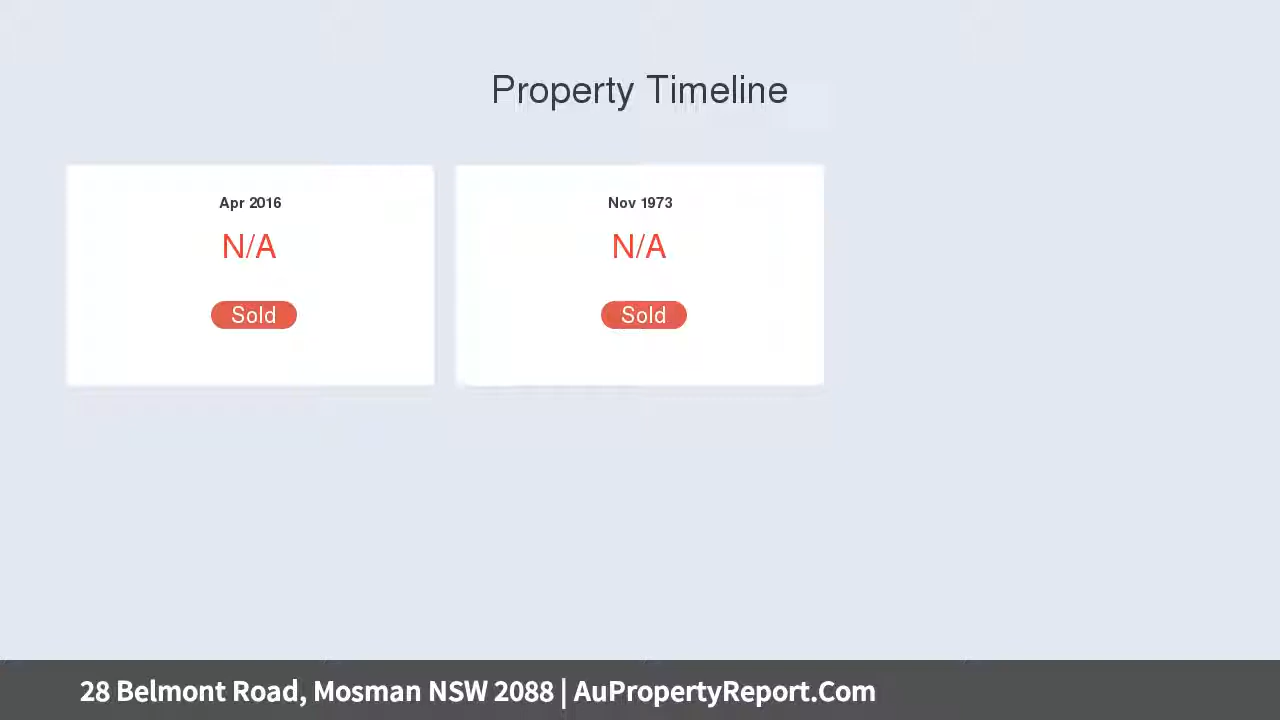 Property Timeline
Apr 2016
N/A
Sold
Nov 1973
N/A
Sold
28 Belmont Road, Mosman NSW 2088 | AuPropertyReport.Com